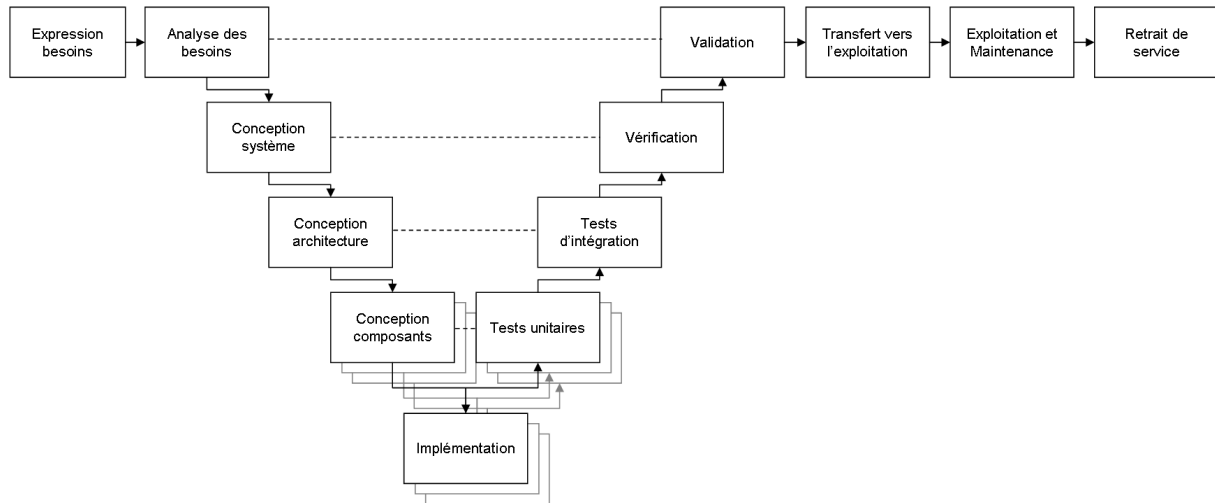 Expression
besoins
Analyse des
besoins
Validation
Transfert vers
l'exploitation
Exploitation et
Maintenance
Retrait de
service
Conception
système
Vérification
Conception
architecture
Tests
d'intégration
Conception
composants
Tests unitaires
Implémentation